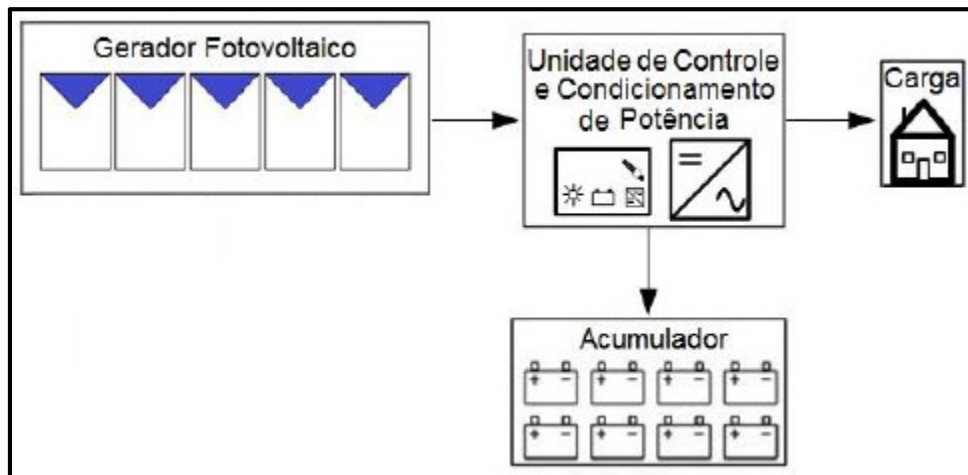 Gerador Fotovoltaico
Unidade de Controle
e Condicionamento
de Potência
Carga
Acumulador
+ - + - + - + -
+ - + - + - + -